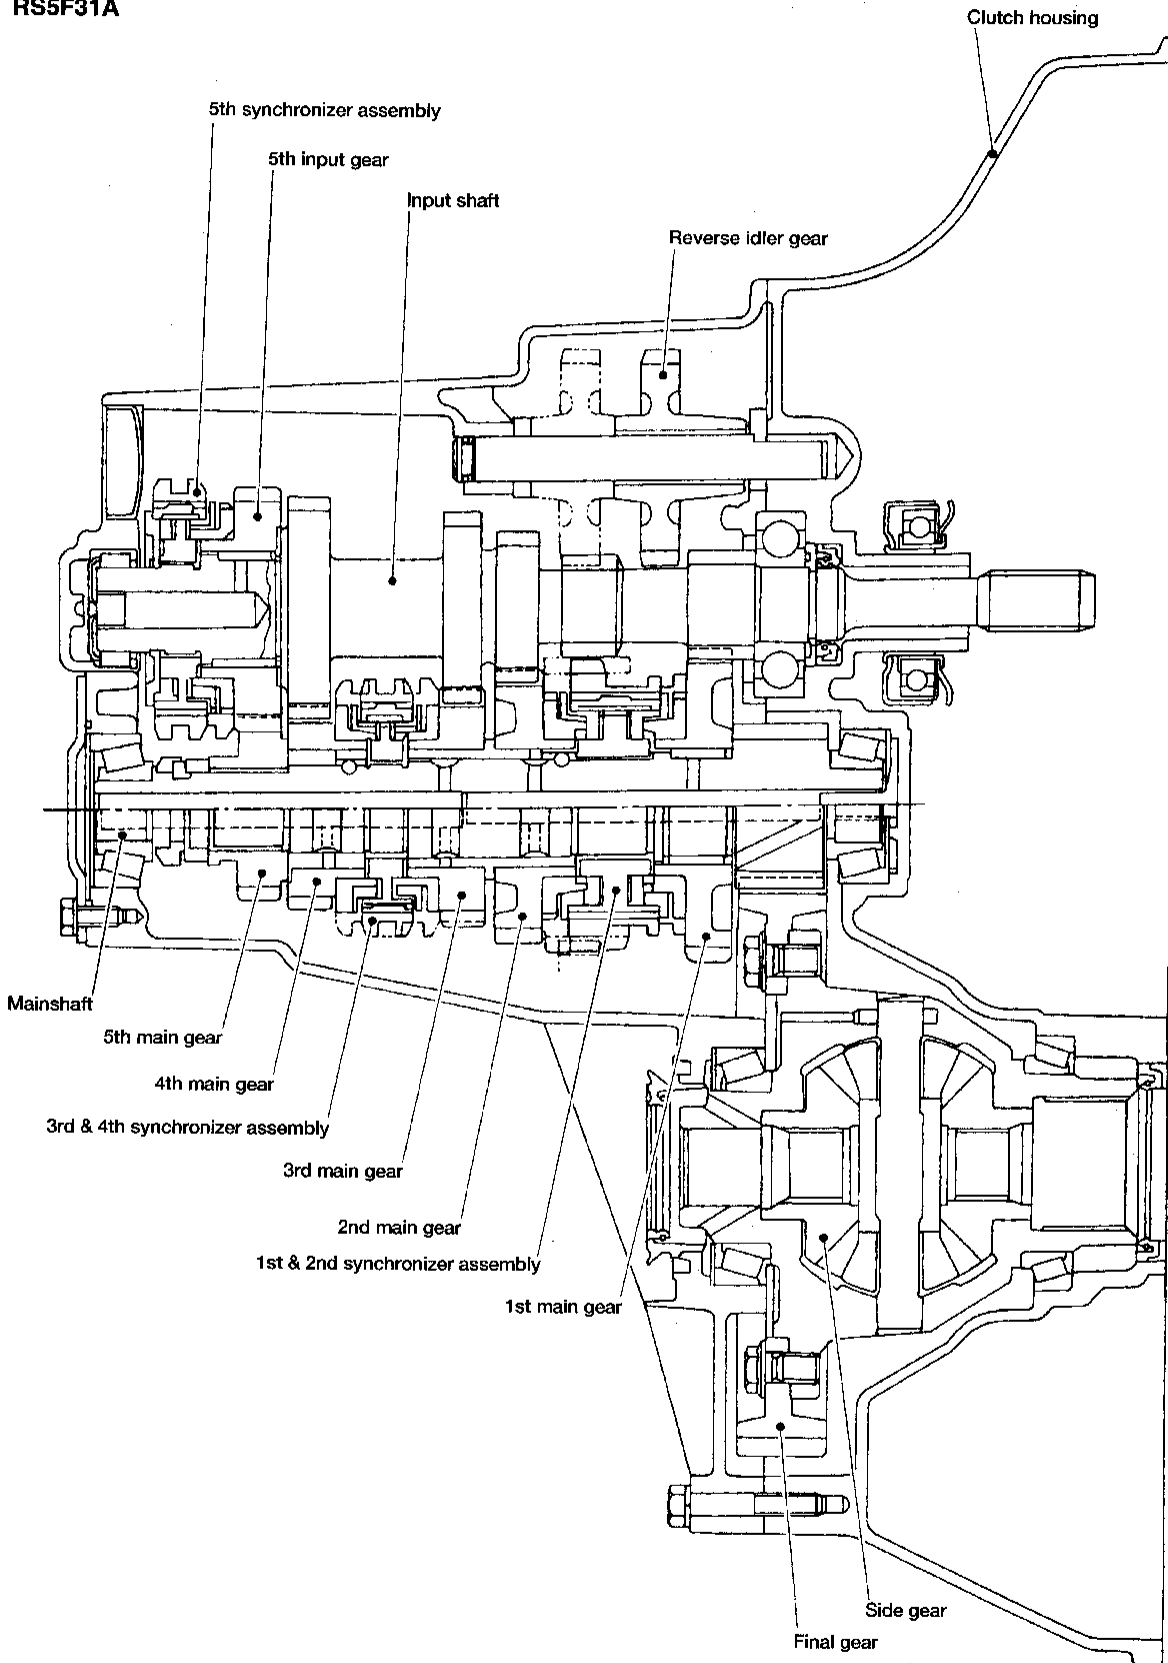 RS5F31A
Clutch housing
5th synchronizer assembly
5th input gear
Input shaft
Reverse idler gear
Mainshaft
5th main gear
4th main gear
3rd & 4th synchronizer assembly
3rd main gear
2nd main gear
1st & 2nd synchronizer assembly
1st main gear
Side gear
Final gear